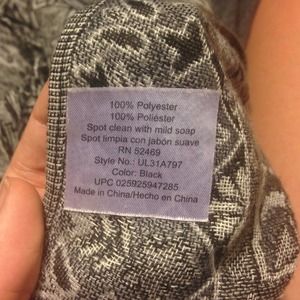 100% Polyester
100% Poliéster
Spot clean with mild soap
Spot limpia con jabón suave
RN 52469
Style No.: UL31A797
Color: Black
UPC 025925947285
Made in China/Hecho en China